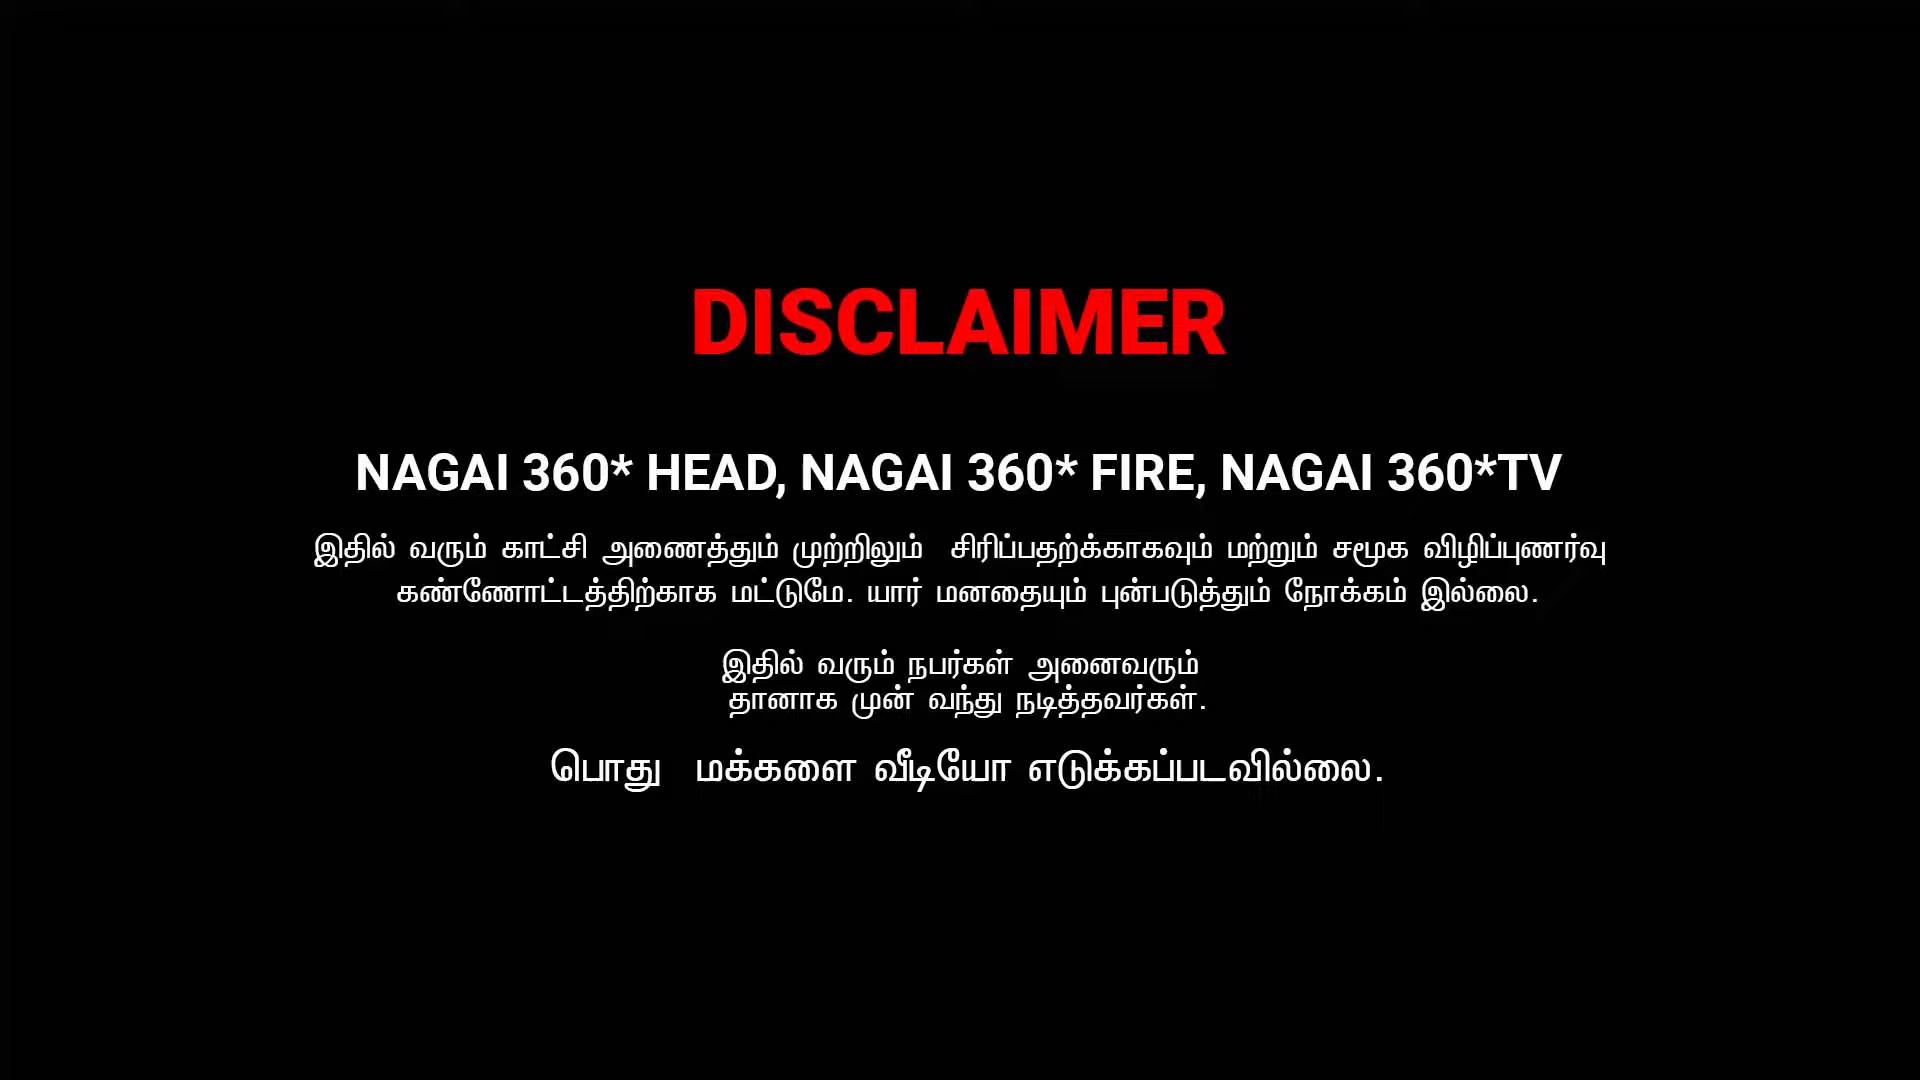 DISCLAIMER
NAGAI 360* HEAD, NAGAI 360* FIRE, NAGAI 360*TV
இதில் வரும் காட்சி அணைத்தும் முற்றிலும் சிரிப்பதற்க்காகவும் மற்றும் சமூக விழிப்புணர்வு
கண்ணோட்டத்திற்காக மட்டுமே. யார் மனதையும் புன்படுத்தும் நோக்கம் இல்லை.
இதில் வரும் நபர்கள் அனைவரும்
தானாக முன் வந்து நடித்தவர்கள்.
பொது மக்களை வீடியோ எடுக்கப்படவில்லை.